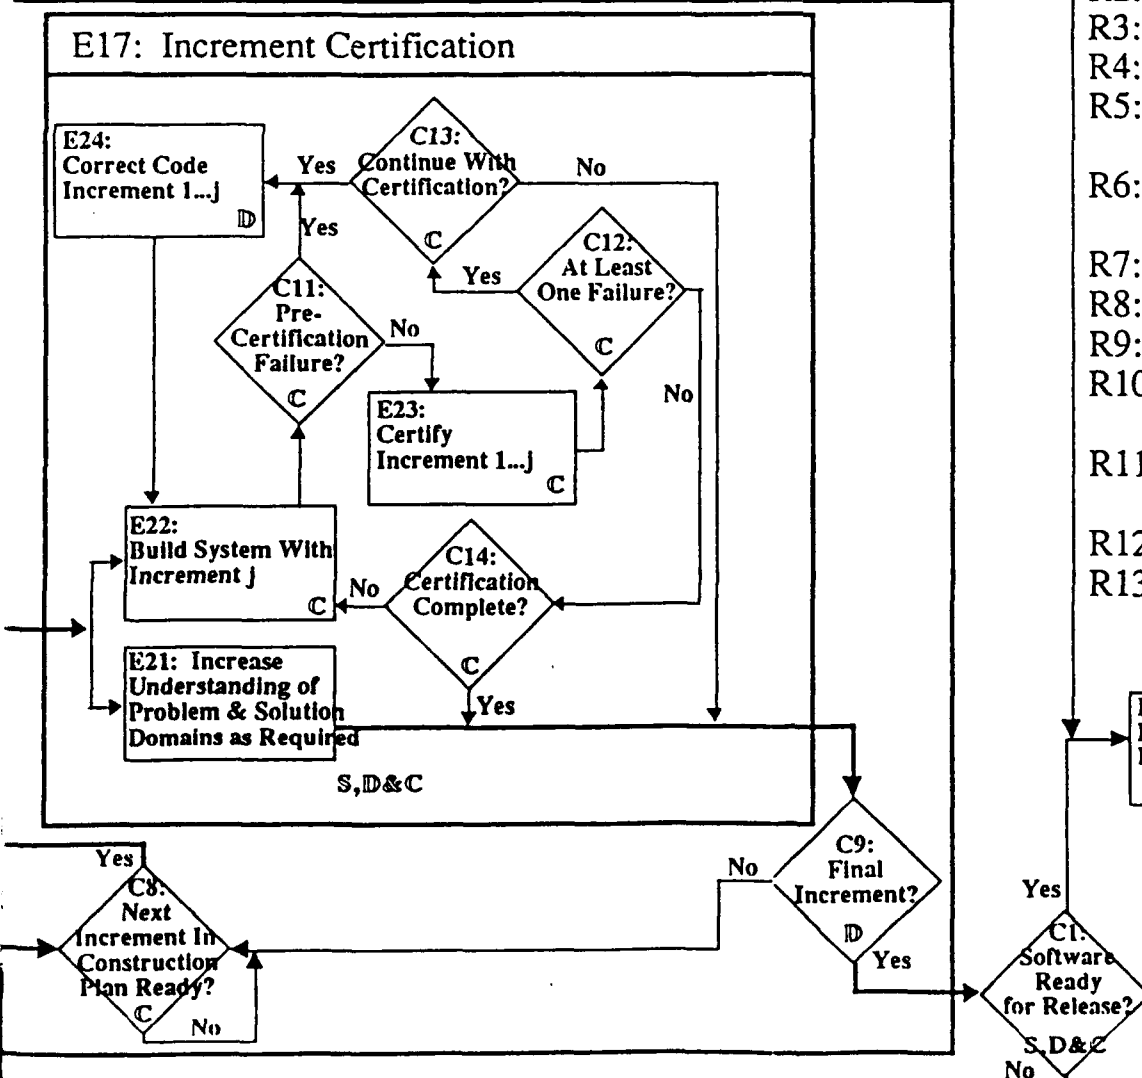 E17: Increment Certification
E24:
Correct Code
Increment 1...j
D
Yes
C13:
Continue With
Certification?
C
No
Yes
C12:
At Least
One Failure?
C
Yes
No
C11:
Pre-
Certification
Failure?
C
No
E23:
Certify
Increment 1...j
C
E22:
Build System With
Increment j
C
No
C14:
Certification
Complete?
C
Yes
E21: Increase
Understanding of
Problem & Solution
Domains as Required
S,D&C
Yes
C8:
Next
Increment In
Construction
Plan Ready?
C
No
No
C9:
Final
Increment?
D
Yes
Yes
C1:
Software
Ready
for Release?
S,D&C
No
R3:
R4:
R5:
R6:
R7:
R8:
R9:
R10
R11
R12
R13